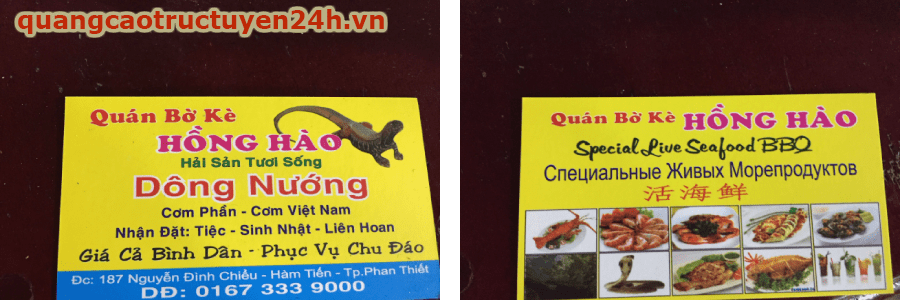 quangcaotructuyen24h.vn
Quán Bờ Kè
HỒNG HÀO
Hải Sản Tươi Sống
Dông Nướng
Cơm Phần - Cơm Việt Nam
Nhận Đặt: Tiệc - Sinh Nhật - Liên Hoan
Giá Cả Bình Dân - Phục Vụ Chu Đáo
Đc: 187 Nguyễn Đình Chiểu - Hàm Tiến - Tp.Phan Thiết
DĐ: 0167 333 9000
Quán Bờ Kè HỒNG HÀO
Special Live Seafood BBQ
Специальные Живых Морепродуктов
活海鲜